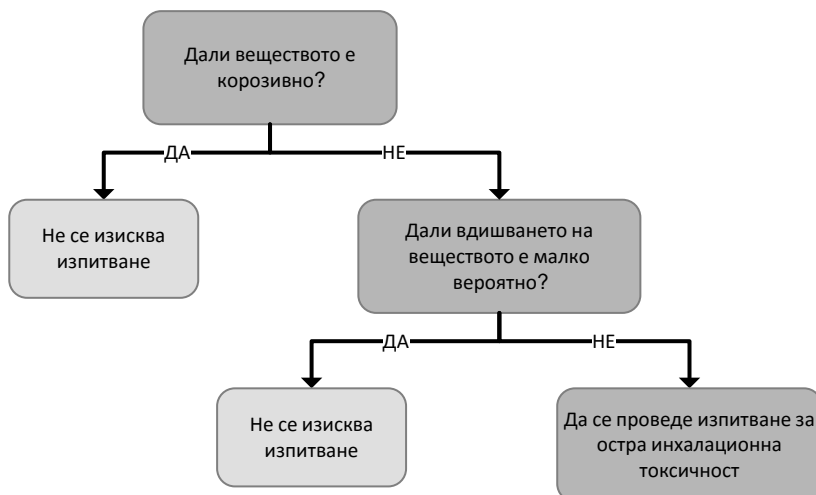 Дали веществото е
корозивно?
ДА
НЕ
Не се изисква
изпитване
Дали вдишването на
веществото е малко
вероятно?
ДА
НЕ
Не се изисква
изпитване
Да се проведе изпитване за
остра инхалационна
токсичност